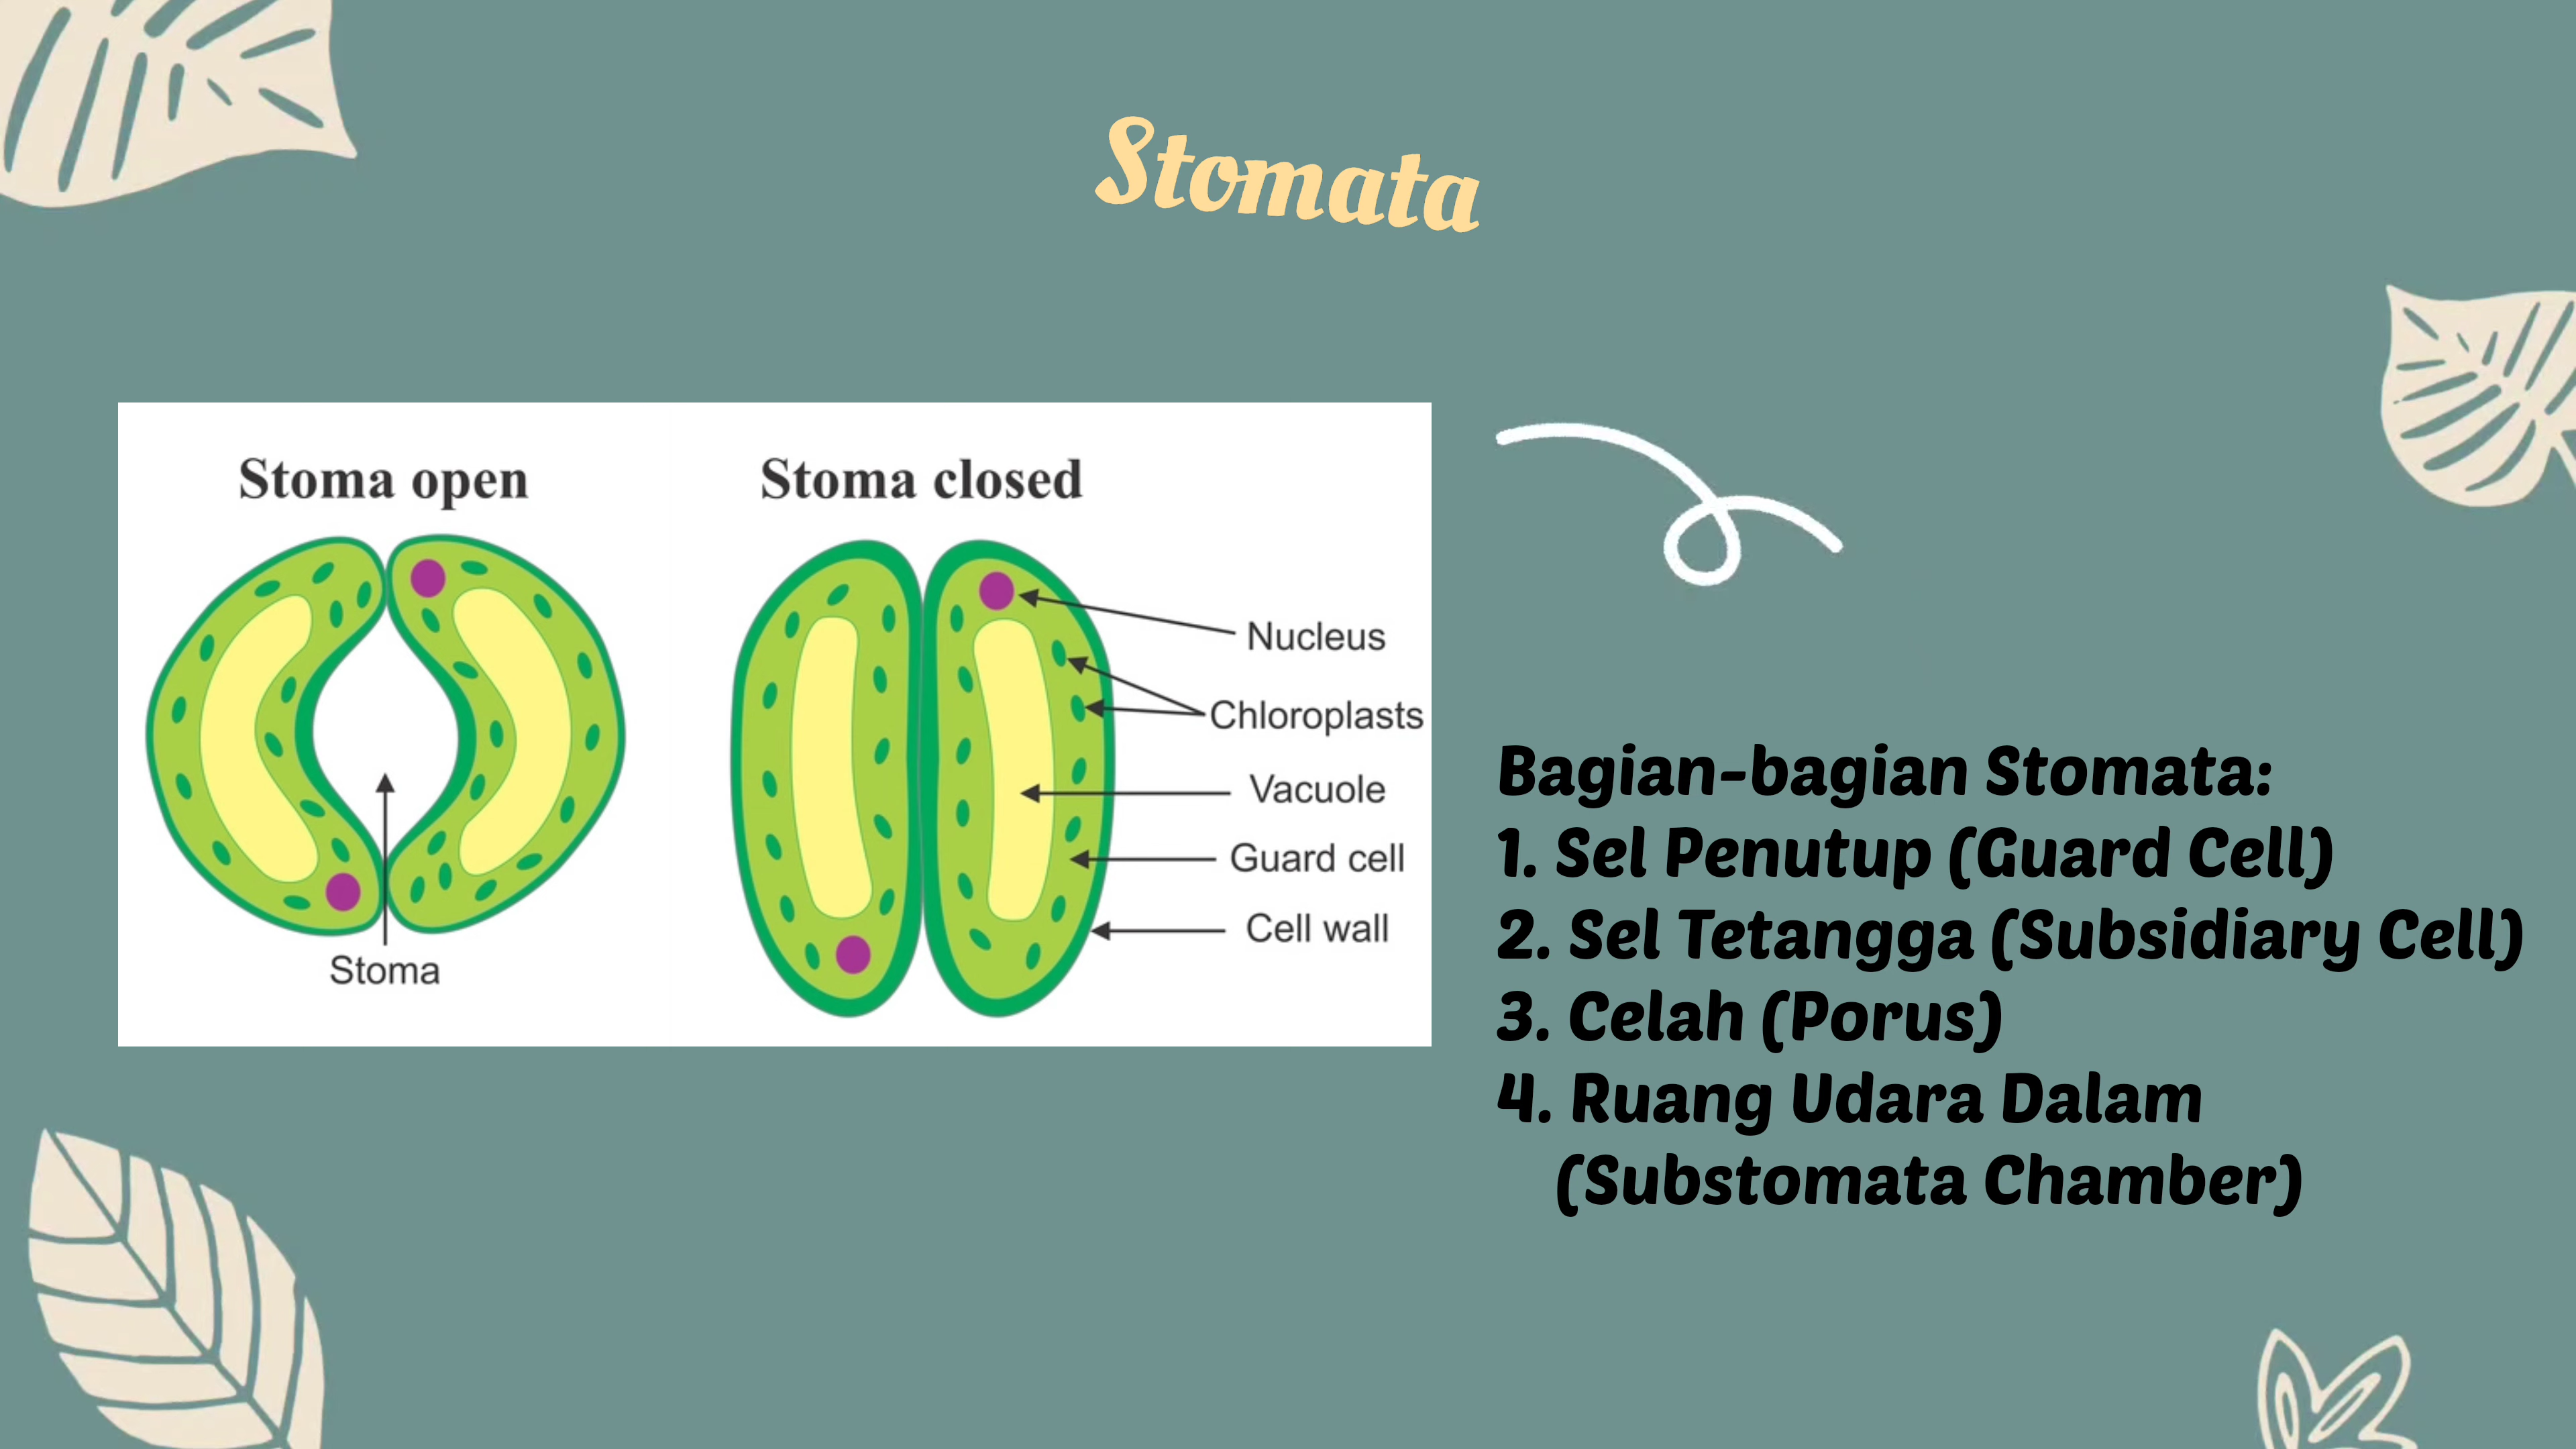 Stomata
Stoma open
Stoma closed
Nucleus
Chloroplasts
Vacuole
Guard cell
Cell wall
Stoma
Bagian-bagian Stomata:
1. Sel Penutup (Guard Cell)
2. Sel Tetangga (Subsidiary Cell)
3. Celah (Porus)
4. Ruang Udara Dalam
(Substomata Chamber)